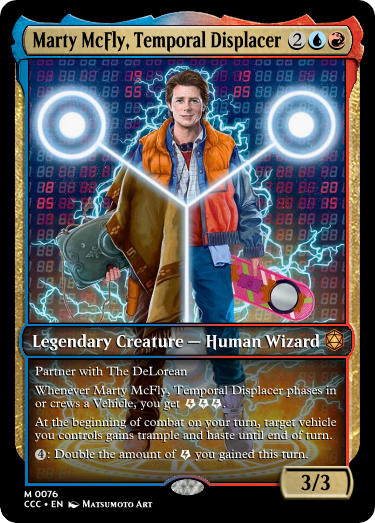 Marty McFly, Temporal Displacer 2
Legendary Creature — Human Wizard
Partner with The DeLorean
Whenever Marty McFly, Temporal Displacer phases in
or crews a Vehicle, you get
At the beginning of combat on your turn, target vehicle
you controls gains trample and haste until end of turn.
4: Double the amount of you gained this turn.
3/3
M 0076
CCC • EN Matsumoto Art